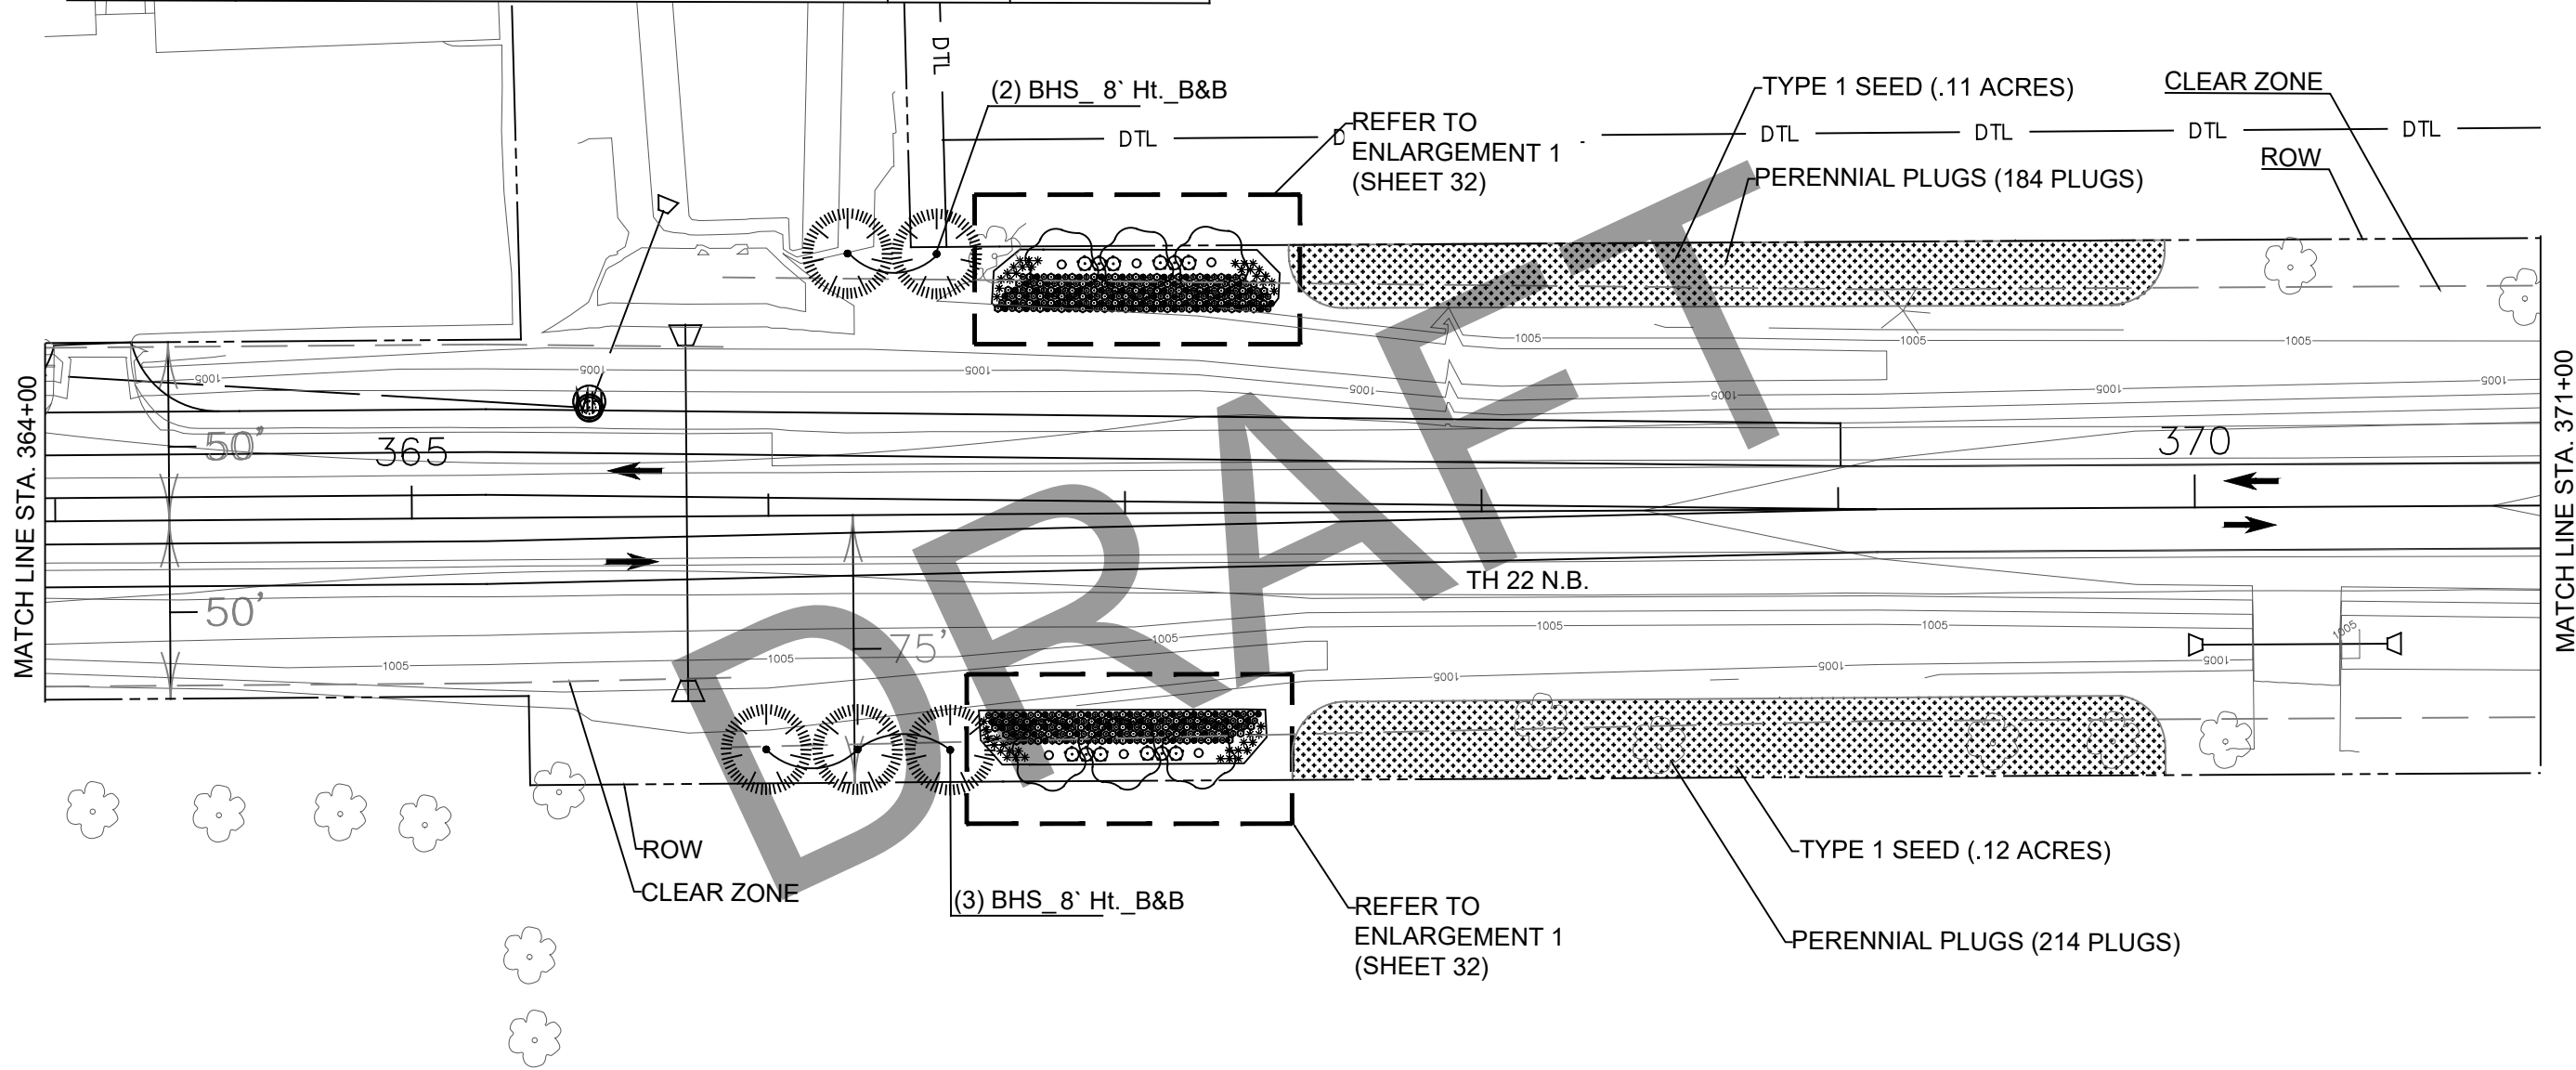 DTL
(2) BHS_ 8` Ht._B&B
TYPE 1 SEED (.11 ACRES)
CLEAR ZONE
REFER TO
ENLARGEMENT 1
(SHEET 32)
DTL
D
DTL
DTL
DTL
DTL
ROW
PERENNIAL PLUGS (184 PLUGS)
MATCH LINE STA. 364+00
MATCH LINE STA. 371+00
1005
1005
1005
1005
1005
1005
1005
1005
1005
1005
50'
365
370
DRAFT
TH 22 N.B.
50'
75'
1005
1005
1005
1005
1005
1005
1005
1005
1005
ROW
CLEAR ZONE
(3) BHS_ 8` Ht._B&B
REFER TO
ENLARGEMENT 1
(SHEET 32)
TYPE 1 SEED (.12 ACRES)
PERENNIAL PLUGS (214 PLUGS)